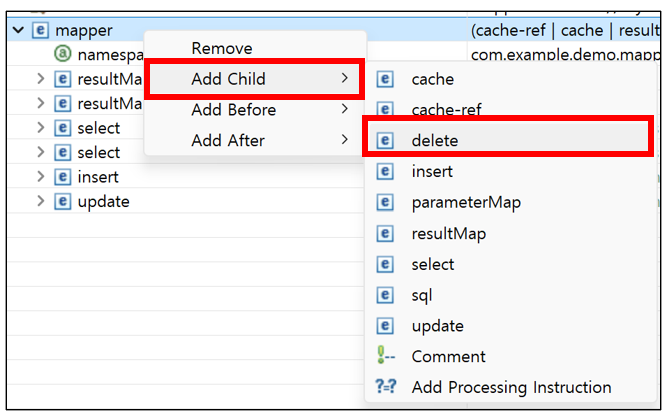 mapper
(cache-ref | cache | result
namespa
com.example.demo.mapp
resultMa
resultMa
select
select
insert
update
Remove
Add Child
Add Before
Add After
cache
cache-ref
delete
insert
parameterMap
resultMap
select
sql
update
Comment
Add Processing Instruction